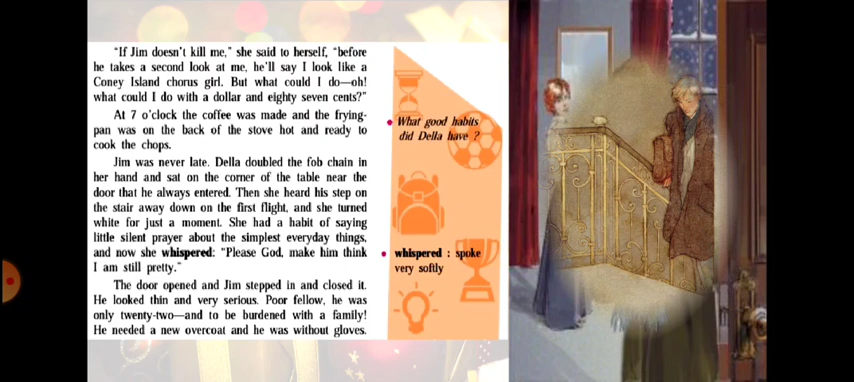 "If Jim doesn't kill me," she said to herself, "before
he takes a second look at me, he'll say I look like a
Coney Island chorus girl. But what could I do—oh!
what could I do with a dollar and eighty seven cents?"
At 7 o'clock the coffee was made and the frying-
pan was on the back of the stove hot and ready to
cook the chops.
Jim was never late. Della doubled the fob chain in
her hand and sat on the corner of the table near the
door that he always entered. Then she heard his step on
the stair away down on the first flight, and she turned
white for just a moment. She had a habit of saying
little silent prayer about the simplest everyday things,
and now she whispered: "Please God, make him think
I am still pretty."
The door opened and Jim stepped in and closed it.
He looked thin and very serious. Poor fellow, he was
only twenty-two—and to be burdened with a family!
He needed a new overcoat and he was without gloves.
• What good habits
did Della have ?
• whispered : spoke
very softly